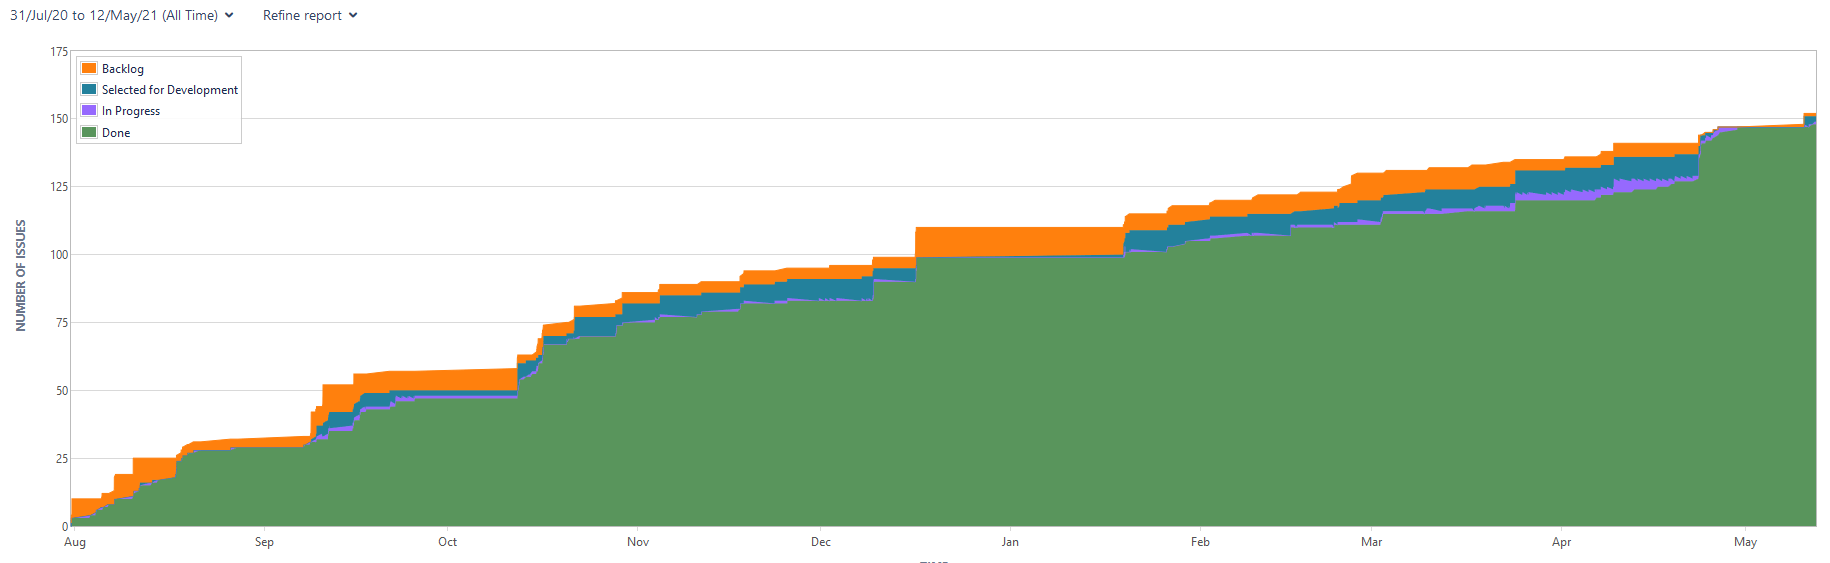 31/Jul/20 to 12/May/21 (All Time) Refine report
175
Backlog
Selected for Development
In Progress
Done
150
125
100
75
50
25
0
NUMBER OF ISSUES
Aug Sep Oct Nov Dec Jan Feb Mar Apr May